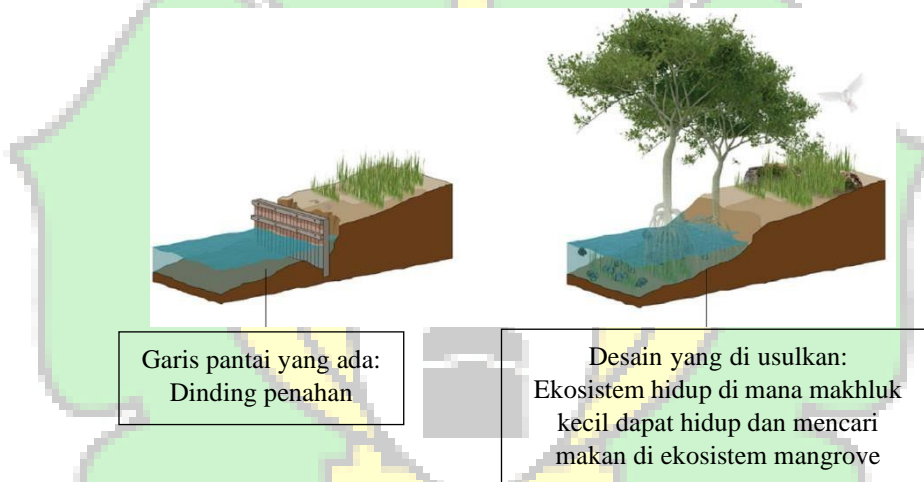 Garis pantai yang ada:
Dinding penahan
Desain yang di usulkan:
Ekosistem hidup di mana makhluk
kecil dapat hidup dan mencari
makan di ekosistem mangrove